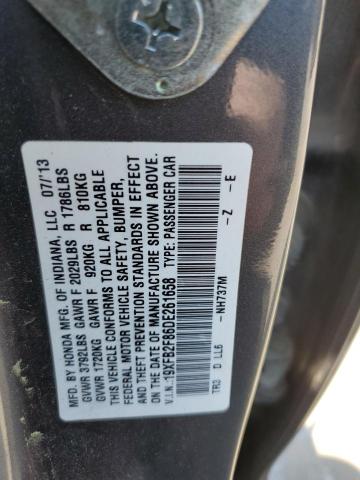 MFD. BY HONDA MFG. OF INDIANA, LLC 07/'13
GVWR 3792LBS GAWR F 2029LBS R 1786LBS
GVWR 1720KG GAWR F 920KG R 810KG
THIS VEHICLE CONFORMS TO ALL APPLICABLE
FEDERAL MOTOR VEHICLE SAFETY, BUMPER,
AND THEFT PREVENTION STANDARDS IN EFFECT
ON THE DATE OF MANUFACTURE SHOWN ABOVE.
V.I.N. 19XFB2F86DE261658 TYPE: PASSENGER CAR
-NH737M -Z -E
TR3 D LL6